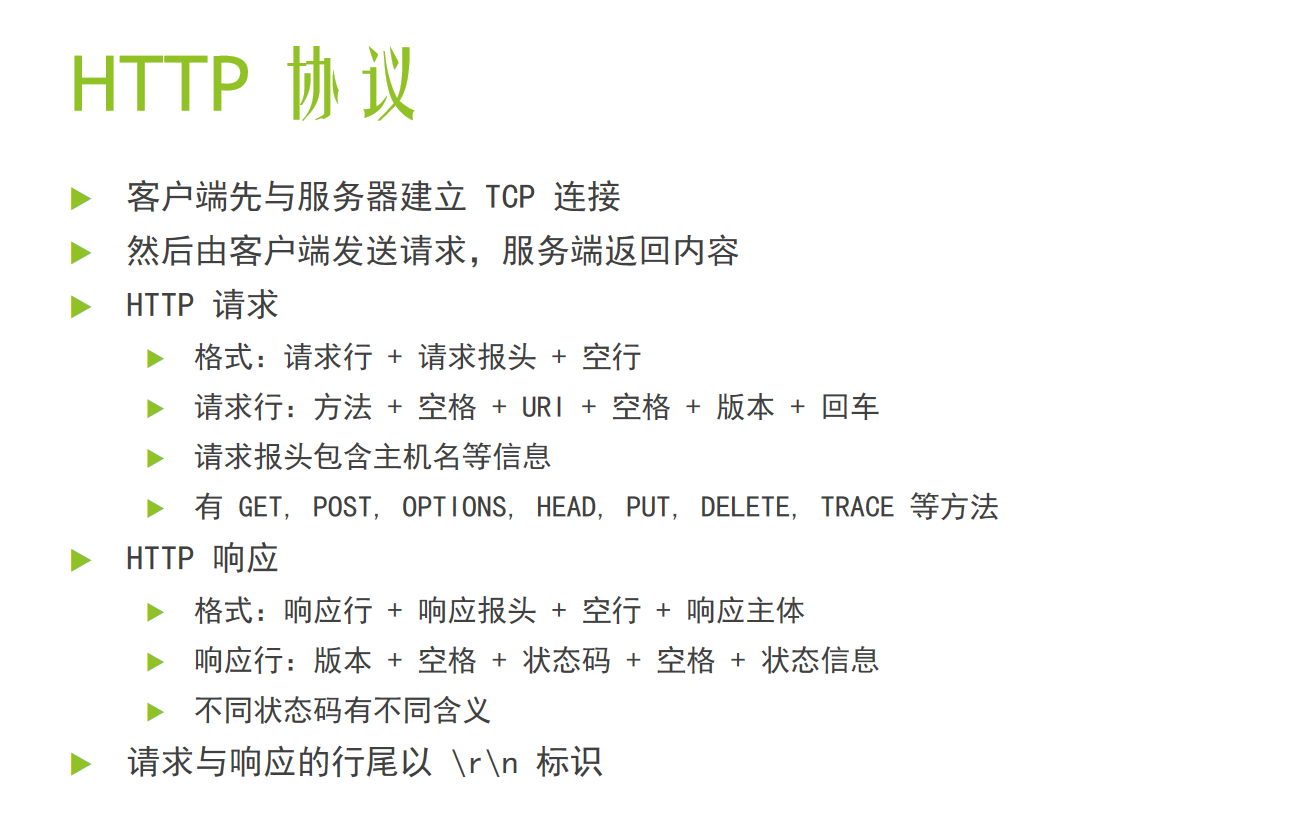 HTTP 协议
客户端先与服务器建立 TCP 连接
然后由客户端发送请求，服务端返回内容
HTTP 请求
格式：请求行 + 请求报头 + 空行
请求行：方法 + 空格 + URI + 空格 + 版本 + 回车
请求报头包含主机名等信息
有 GET, POST, OPTIONS, HEAD, PUT, DELETE, TRACE 等方法
HTTP 响应
格式：响应行 + 响应报头 + 空行 + 响应主体
响应行：版本 + 空格 + 状态码 + 空格 + 状态信息
不同状态码有不同含义
请求与响应的行尾以 \r\n 标识